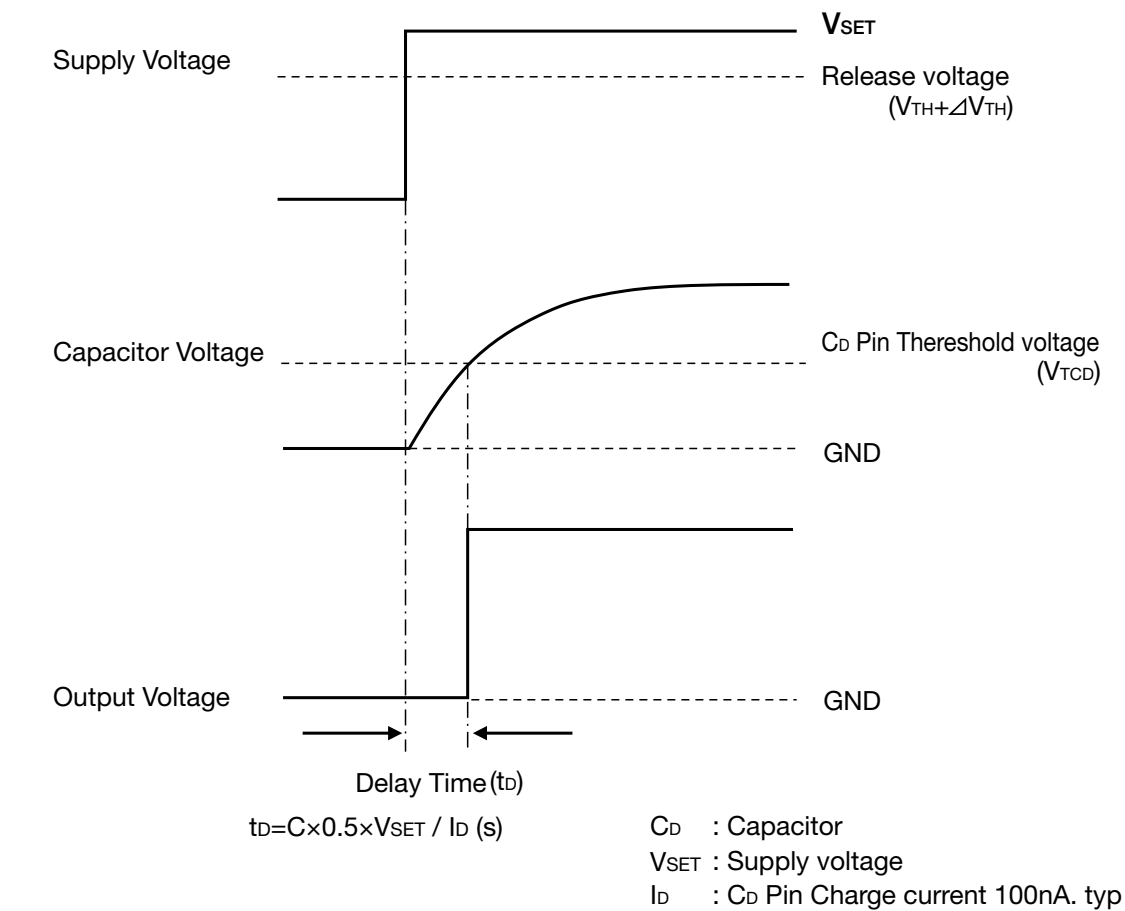 VSET
Supply Voltage
Release voltage
(VTH+⊿VTH)
Capacitor Voltage
CD Pin Thereshold voltage
(VTCD)
GND
Output Voltage
GND
Delay Time (tD)
tD=C×0.5×VSET / ID (s)
CD : Capacitor
VSET : Supply voltage
ID : CD Pin Charge current 100nA. typ